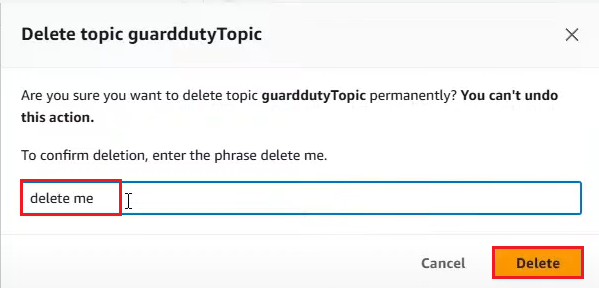 Delete topic guarddutyTopic
Are you sure you want to delete topic guarddutyTopic permanently? You can't undo
this action.
To confirm deletion, enter the phrase delete me.
delete me
Cancel Delete